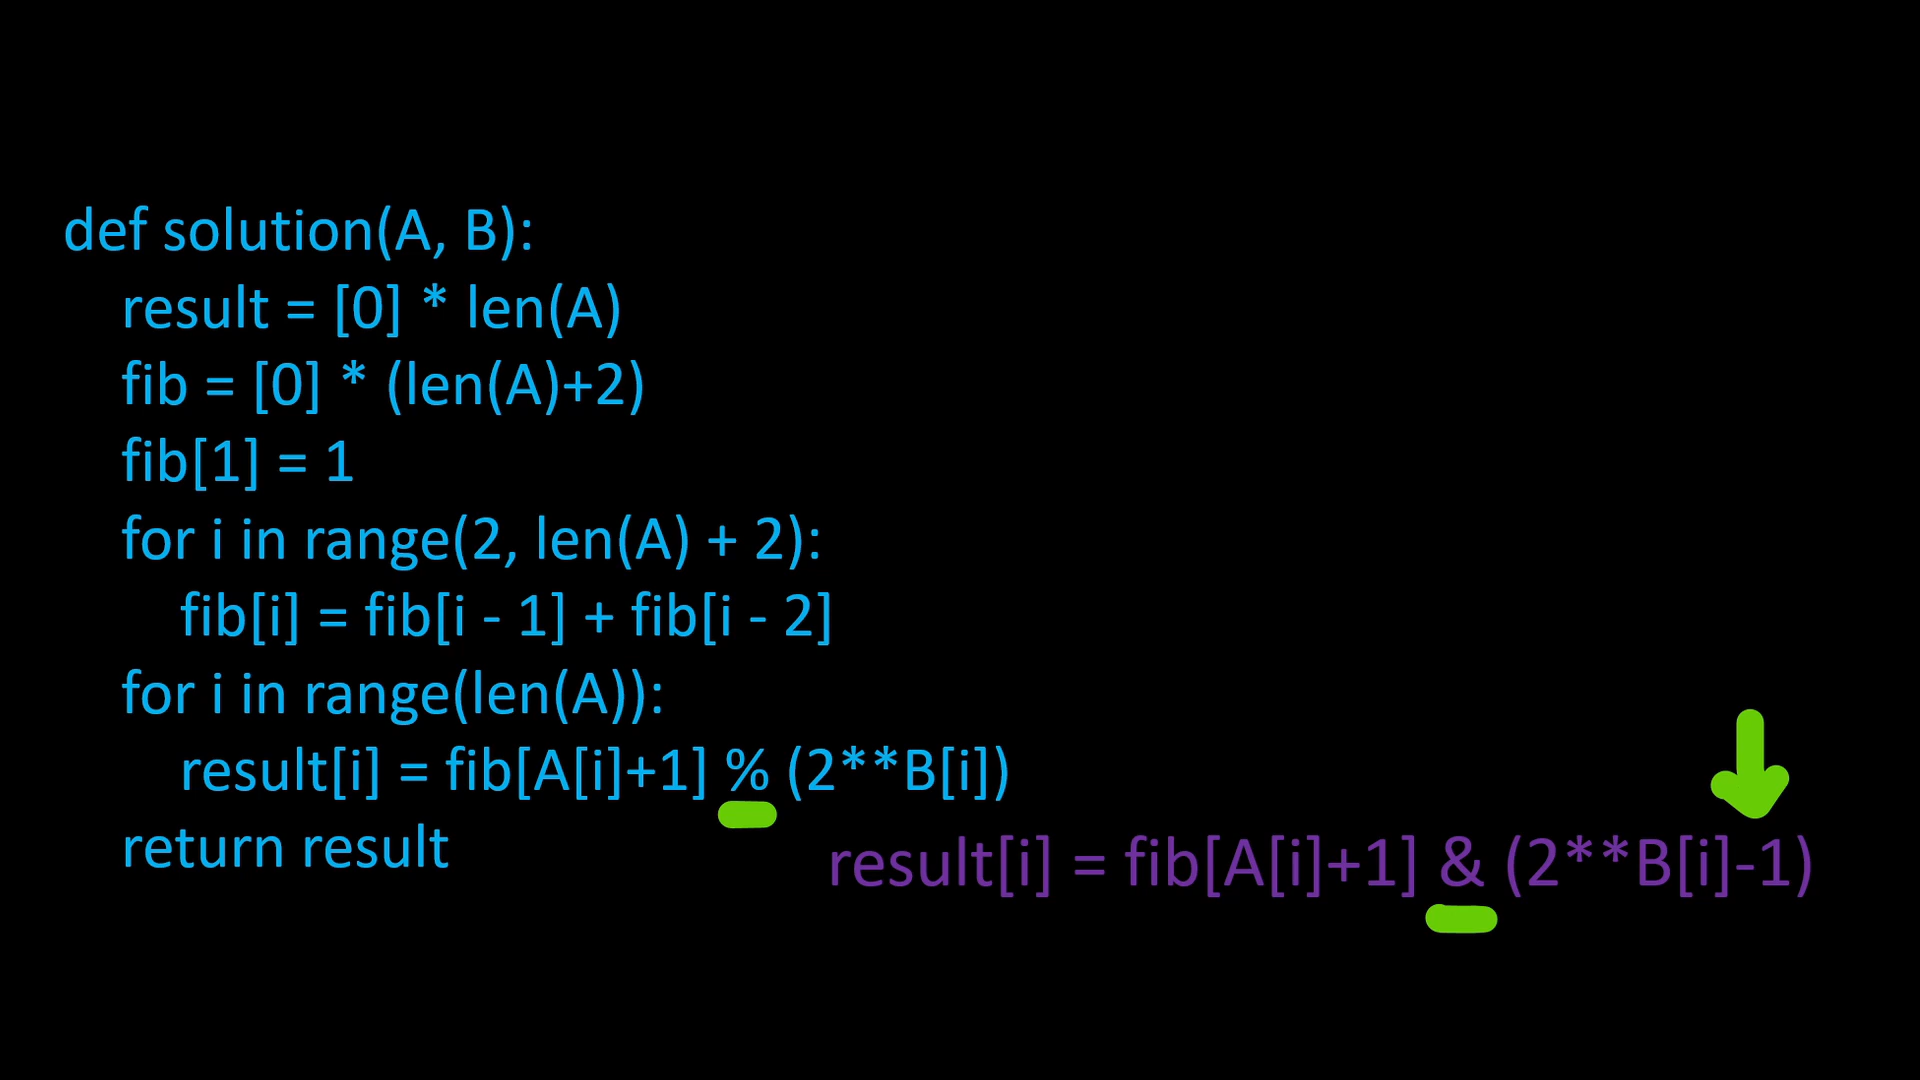 def solution(A, B):
result = [0] * len(A)
fib = [0] * (len(A)+2)
fib[1] = 1
for i in range(2, len(A) + 2):
fib[i] = fib[i - 1] + fib[i - 2]
for i in range(len(A)):
result[i] = fib[A[i]+1] % (2**B[i])
return result
result[i] = fib[A[i]+1] & (2**B[i]-1)